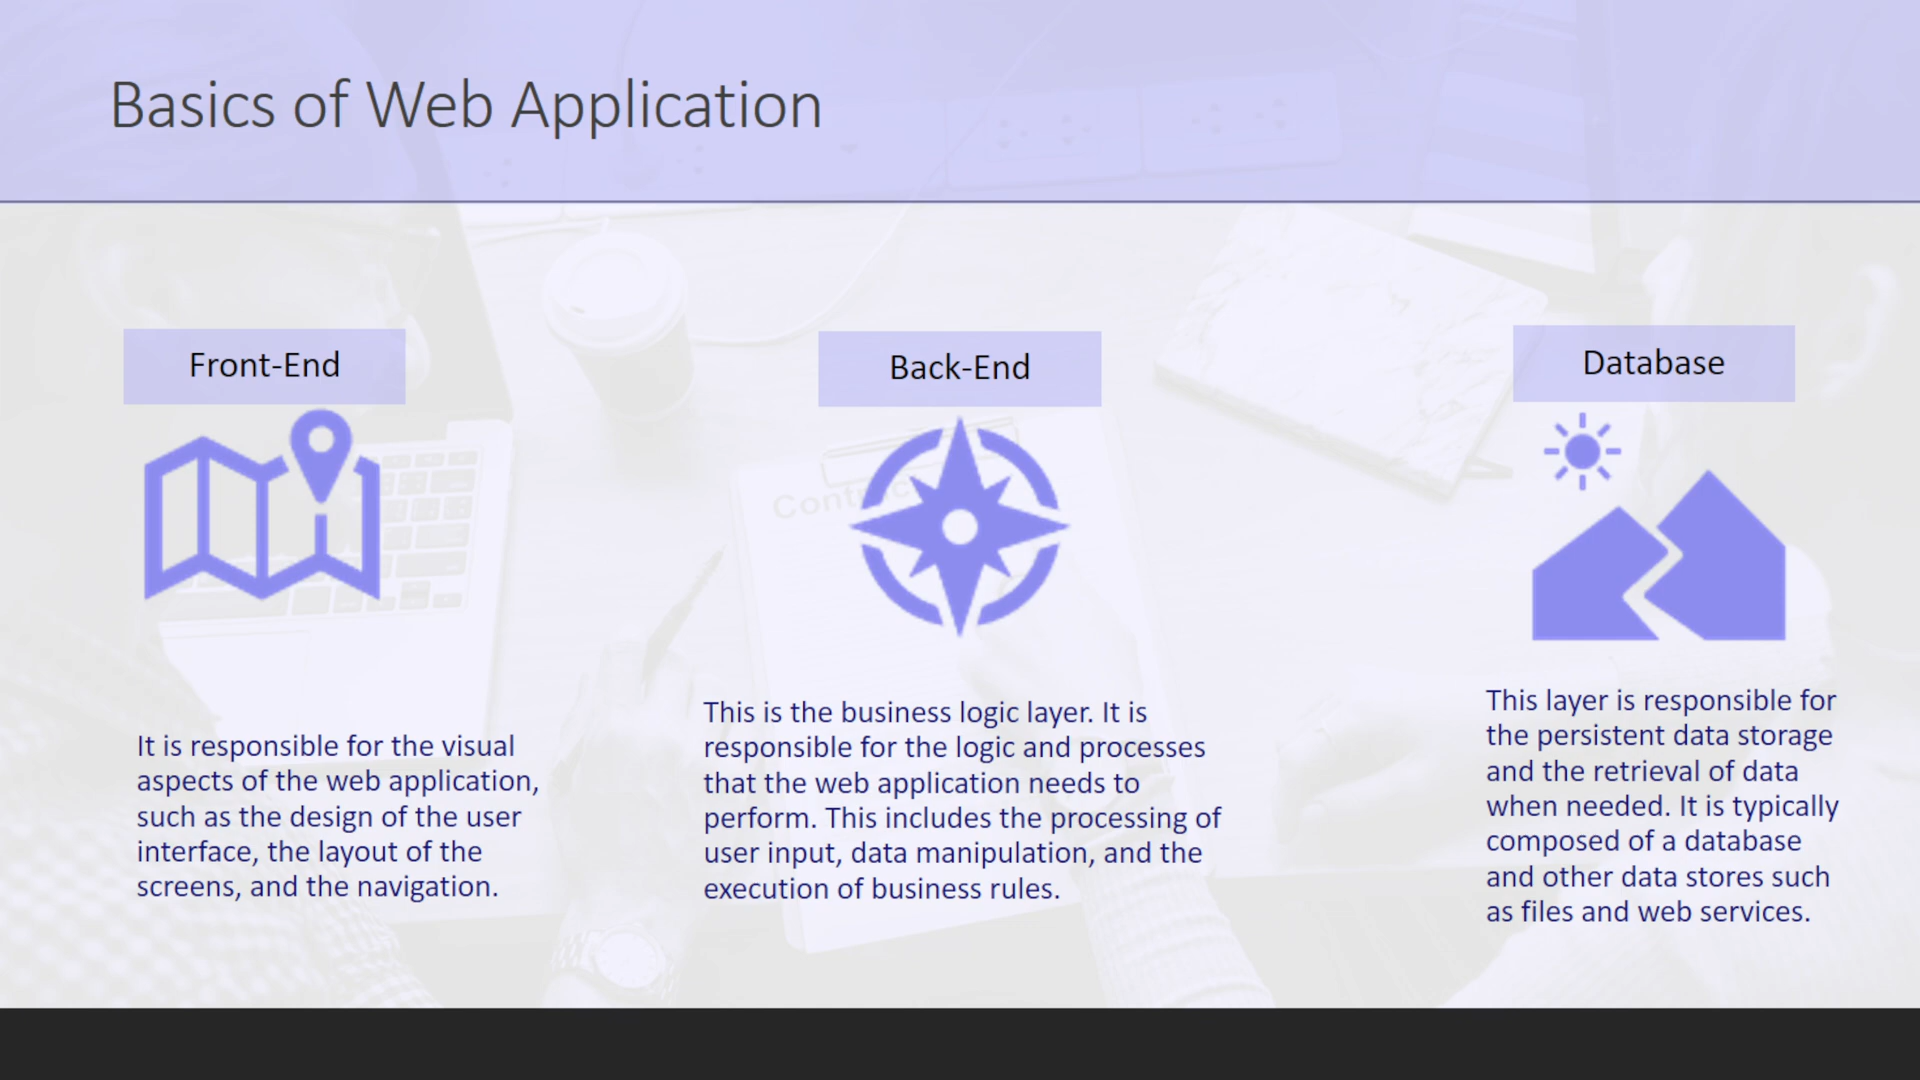 Basics of Web Application
Front-End
Back-End
Database
Contrac
It is responsible for the visual
aspects of the web application,
such as the design of the user
interface, the layout of the
screens, and the navigation.
This is the business logic layer. It is
responsible for the logic and processes
that the web application needs to
perform. This includes the processing of
user input, data manipulation, and the
execution of business rules.
This layer is responsible for
the persistent data storage
and the retrieval of data
when needed. It is typically
composed of a database
and other data stores such
as files and web services.